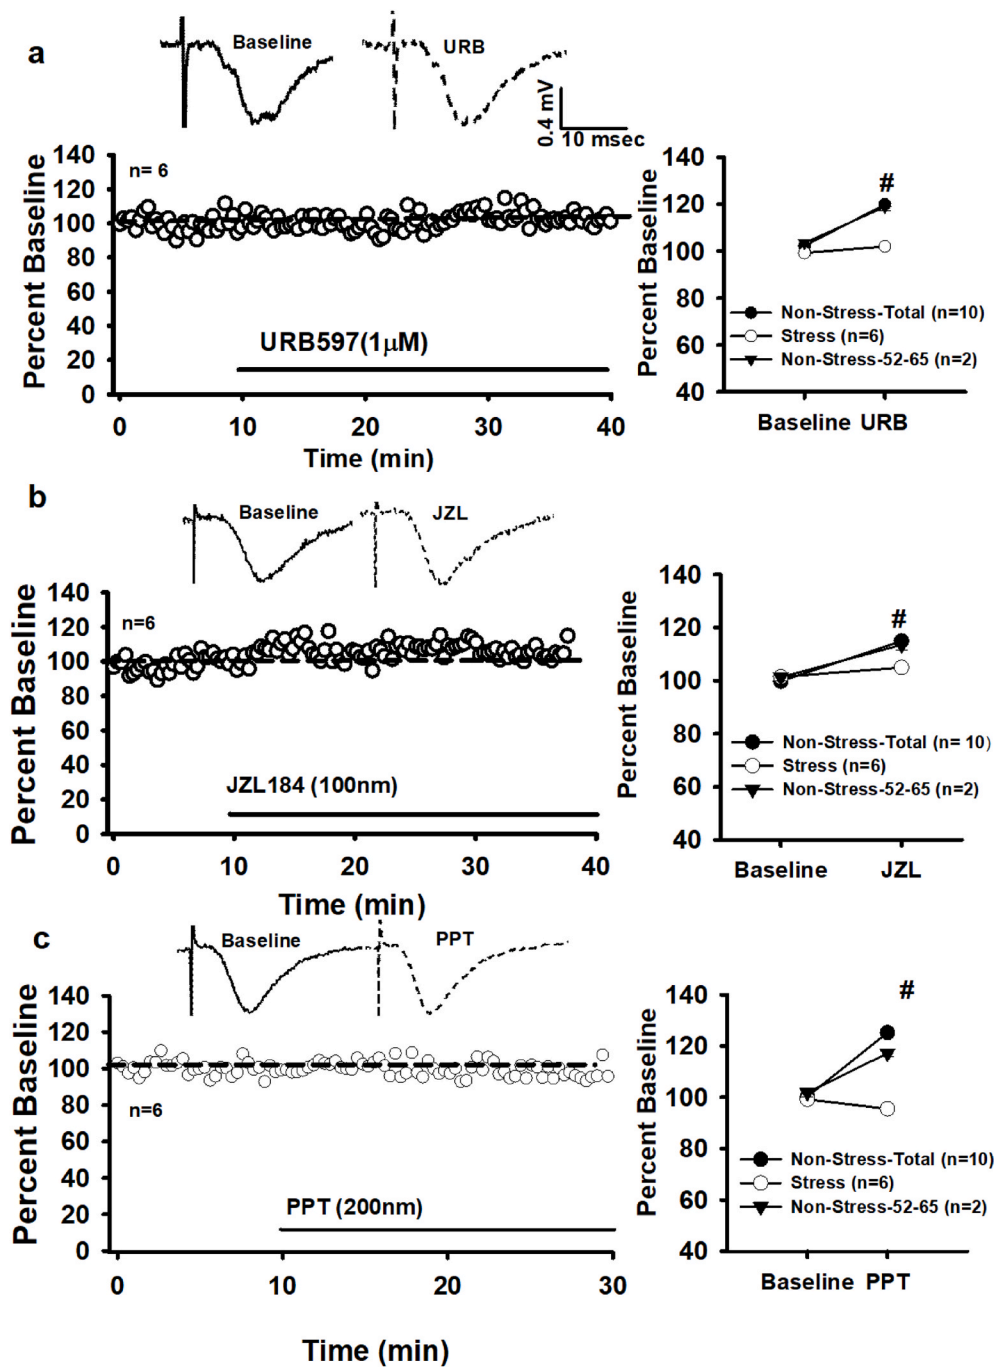 a
Baseline
URB
0.4 mV
10 msec
Percent Baseline
140
120
100
80
60
40
20
0
n= 6
URB597(1μM)
0 10 20 30 40
Time (min)
Percent Baseline
140
120
100
80
60
40
#
Non-Stress-Total (n=10)
Stress (n=6)
Non-Stress-52-65 (n=2)
Baseline URB
b
Baseline
JZL
Percent Baseline
140
120
100
80
60
40
20
0
n=6
JZL184 (100nm)
0 10 20 30 40
Time (min)
Percent Baseline
140
120
100
80
60
40
#
Non-Stress-Total (n= 10)
Stress (n=6)
Non-Stress-52-65 (n=2)
Baseline JZL
c
Baseline
PPT
Percent Baseline
140
120
100
80
60
40
20
0
n=6
PPT (200nm)
0 10 20 30
Time (min)
Percent Baseline
140
120
100
80
60
40
#
Non-Stress-Total (n=10)
Stress (n=6)
Non-Stress-52-65 (n=2)
Baseline PPT